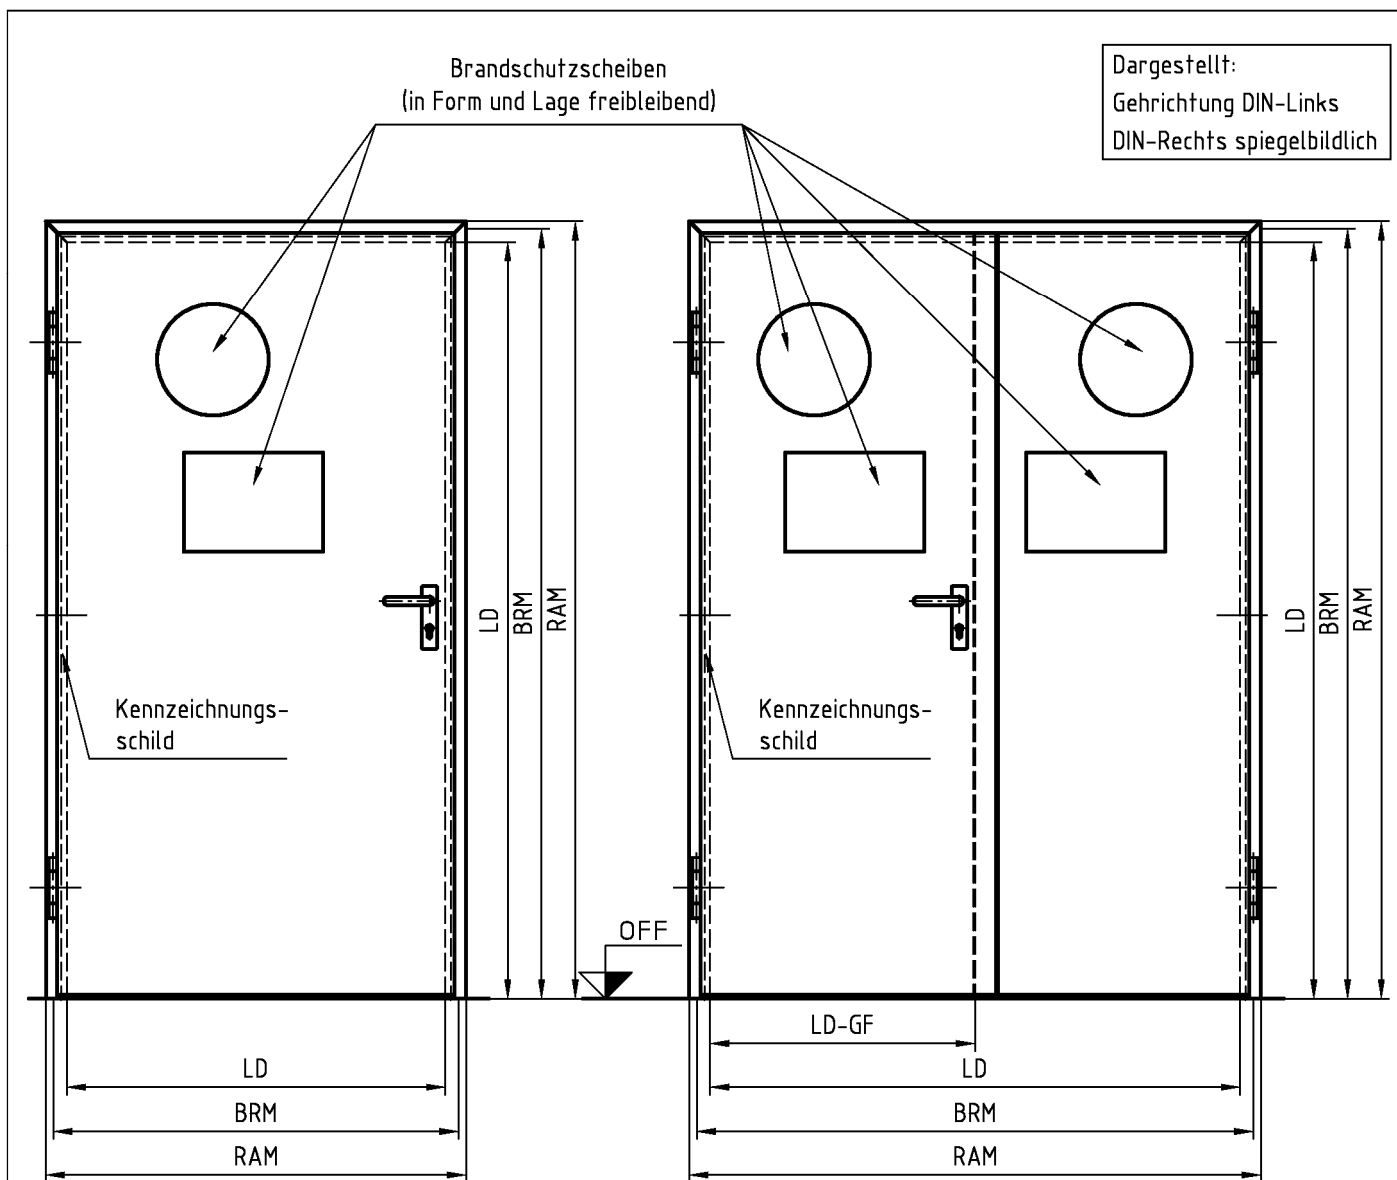 Brandschutzscheiben
(in Form und Lage freibleibend)
Dargestellt:
Gehrichtung DIN-Links
DIN-Rechts spiegelbildlich
LD
BRM
RAM
LD
BRM
RAM
Kennzeichnungs-
schild
Kennzeichnungs-
schild
OFF
LD-GF
LD
BRM
RAM
LD
BRM
RAM